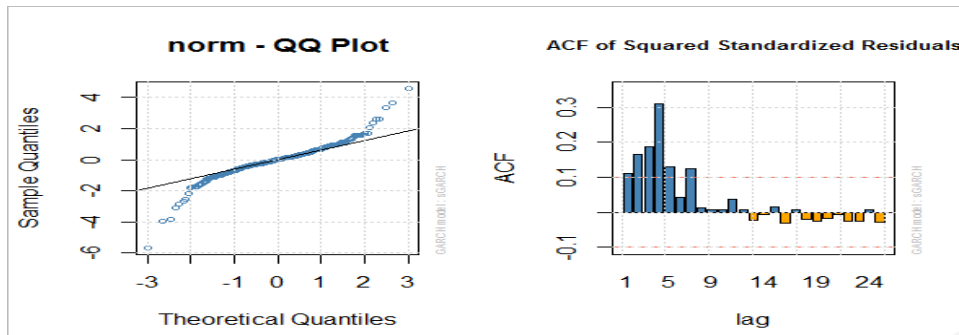 norm - QQ Plot
Sample Quantiles
4
2
0
-2
-4
-6
-3
-1
0
1
2
3
Theoretical Quantiles
GARCH model : sGARCH
ACF of Squared Standardized Residuals
ACF
0.3
0.2
0.1
-0.1
1
5
9
14
19
24
lag
GARCH model : sGARCH